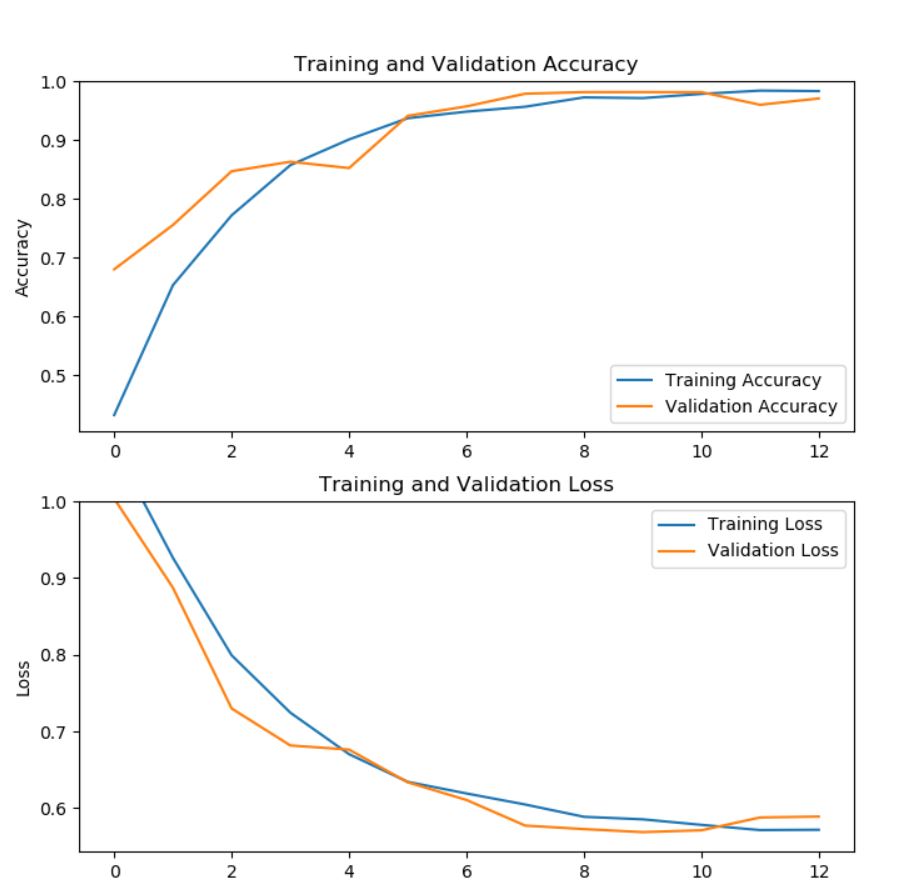 Training and Validation Accuracy
1.0
0.9
0.8
0.7
0.6
0.5
Accuracy
Training Accuracy
Validation Accuracy
0 2 4 6 8 10 12
Training and Validation Loss
1.0
0.9
0.8
0.7
0.6
Loss
Training Loss
Validation Loss
0 2 4 6 8 10 12